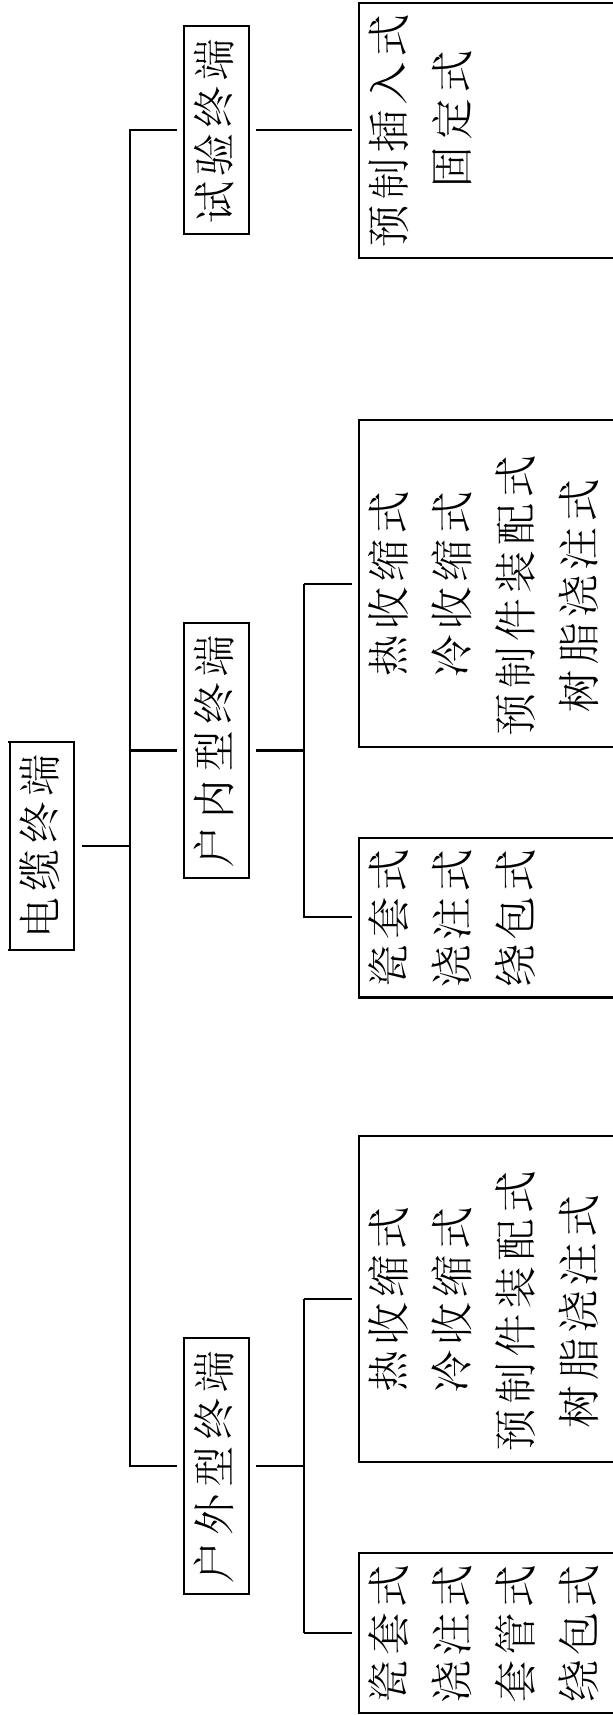 电缆终端
户外型终端
户内型终端
试验终端
瓷套式
浇注式
套管式
绕包式
热收缩式
冷收缩式
预制件装配式
树脂浇注式
瓷套式
浇注式
绕包式
热收缩式
冷收缩式
预制件装配式
树脂浇注式
预制插入式
固定式